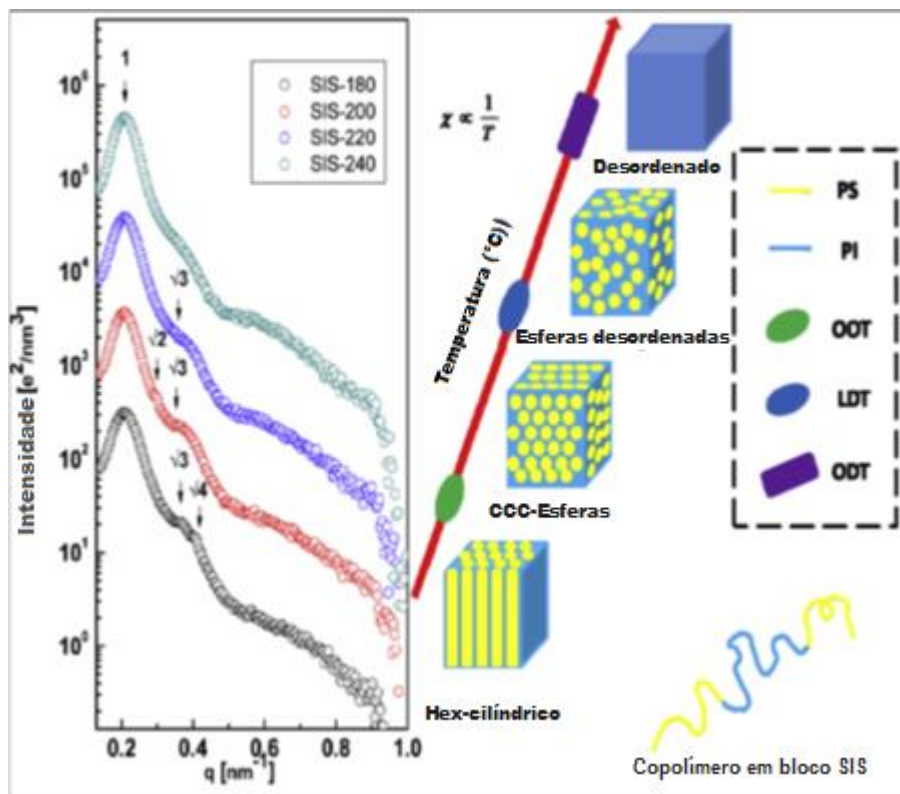 1
SIS-180
SIS-200
SIS-220
SIS-240
10⁶
10⁵
10⁴
10³
10²
10¹
10⁰
Intensidade [e²/nm³]
√3
√2
√3
√3
√4
0.2
0.4
0.6
0.8
1.0
q [nm⁻¹]
χ ∝ 1/T
Temperatura (°C)/
Desordenado
Esferas desordenadas
CCC-Esferas
Hex-cilíndrico
PS
PI
OOT
LDT
ODT
Copolímero em bloco SIS